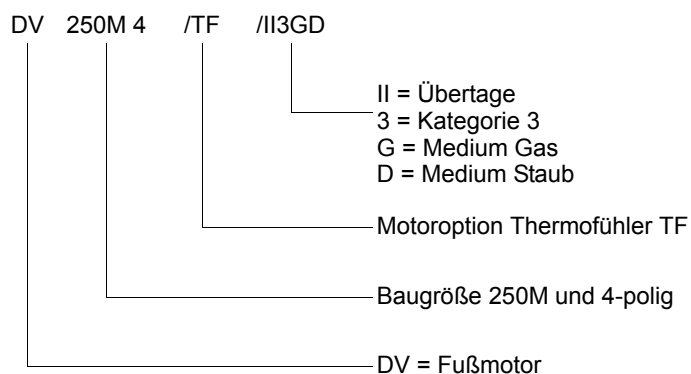 DV 250M 4 /TF /II3GD
II = Übertage
3 = Kategorie 3
G = Medium Gas
D = Medium Staub
Motoroption Thermofühler TF
Baugröße 250M und 4-polig
DV = Fußmotor